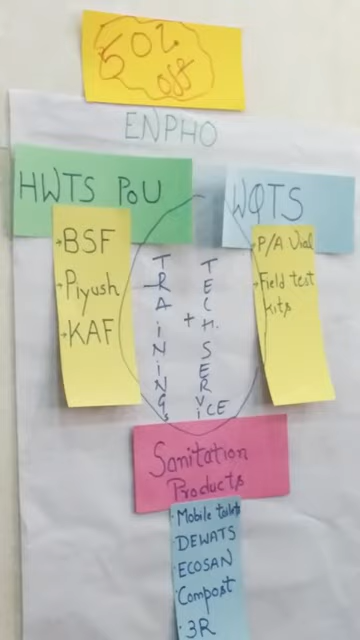 50%
off
ENPHO
HWTS PoU
BSF
Piyush
KAF
WQTS
P/A Vial
Field test
kits
TRAININGS
+
TECH. SERViCE
Sanitation
Products
Mobile toilets
DEWATS
ECOSAN
Compost
3R